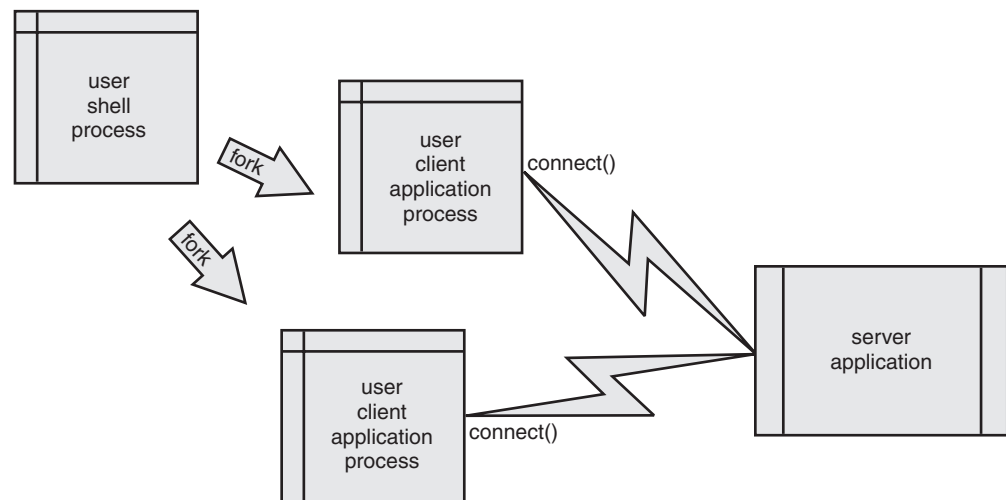 user
shell
process
fork
user
client
application
process
connect()
fork
server
application
user
client
application
process
connect()